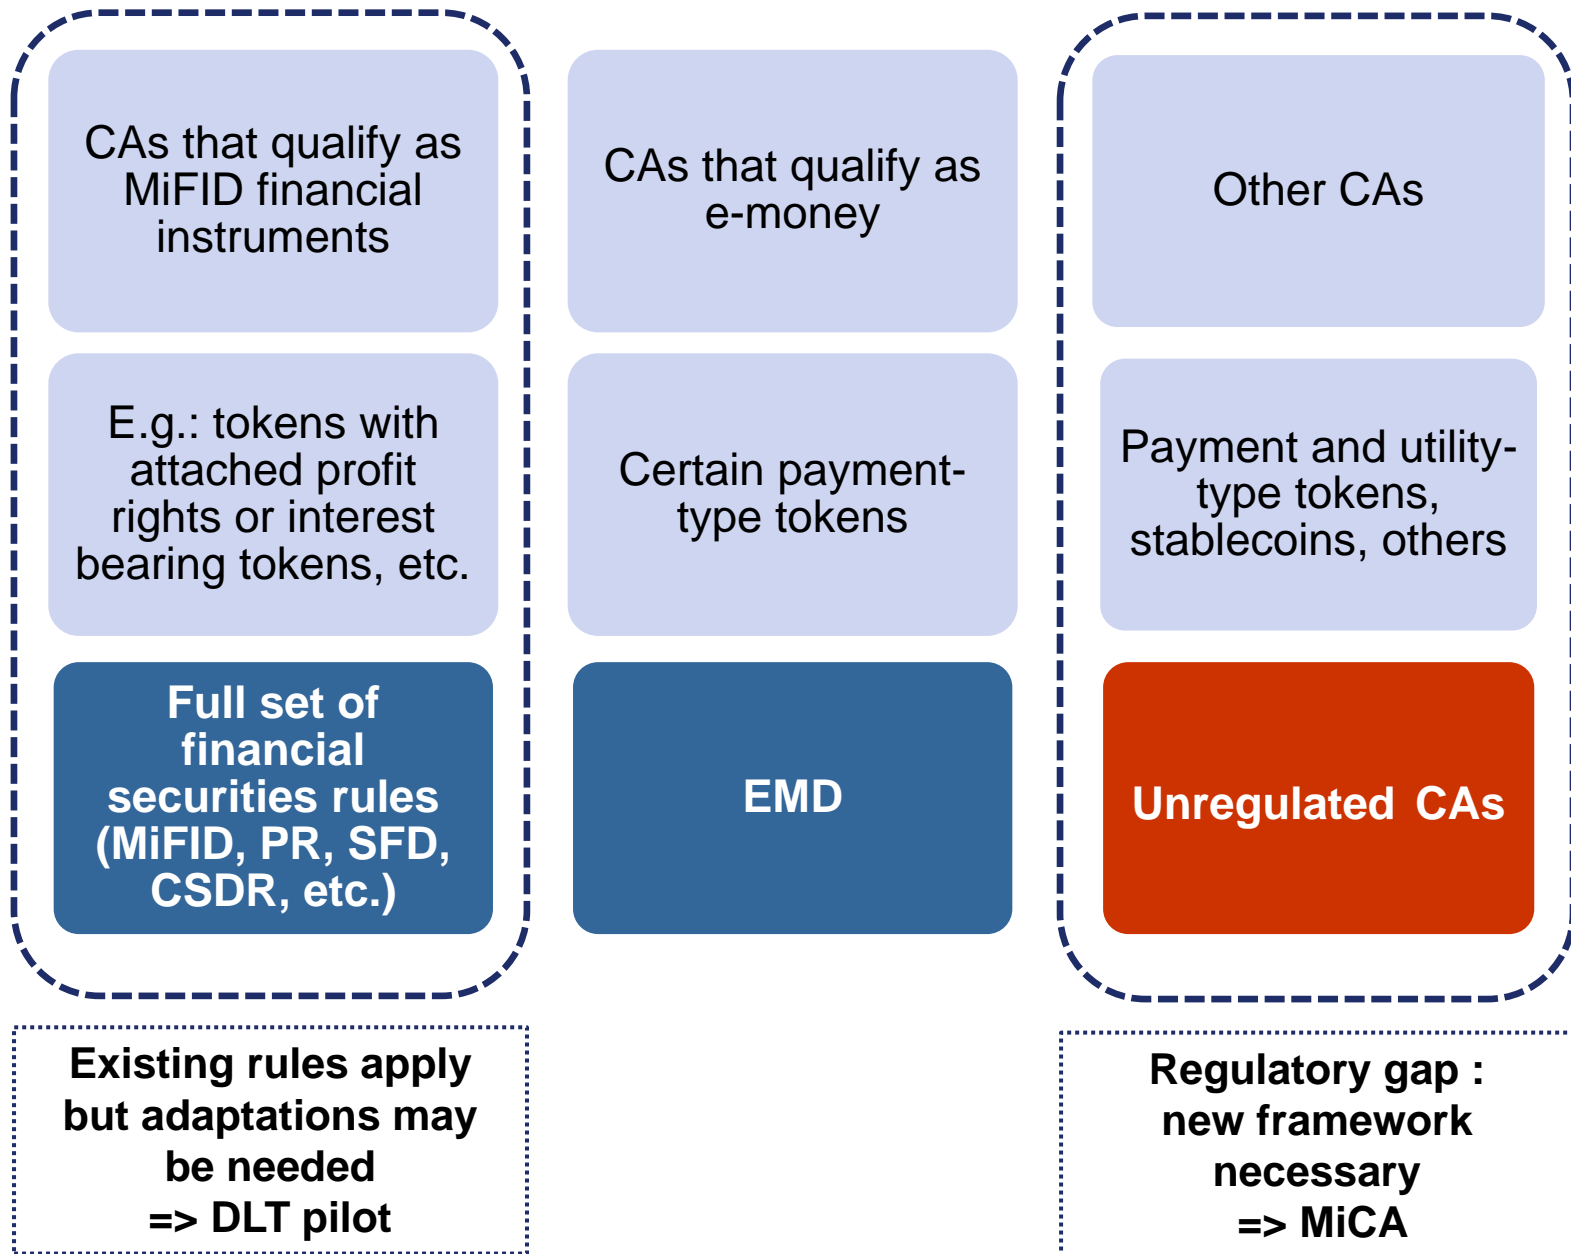 CAs that qualify as
MiFID financial
instruments
E.g.: tokens with
attached profit
rights or interest
bearing tokens, etc.
Full set of
financial
securities rules
(MiFID, PR, SFD,
CSDR, etc.)
Existing rules apply
but adaptations may
be needed
=> DLT pilot
CAs that qualify as
e-money
Certain payment-
type tokens
EMD
Other CAs
Payment and utility-
type tokens,
stablecoins, others
Unregulated CAs
Regulatory gap :
new framework
necessary
=> MiCA